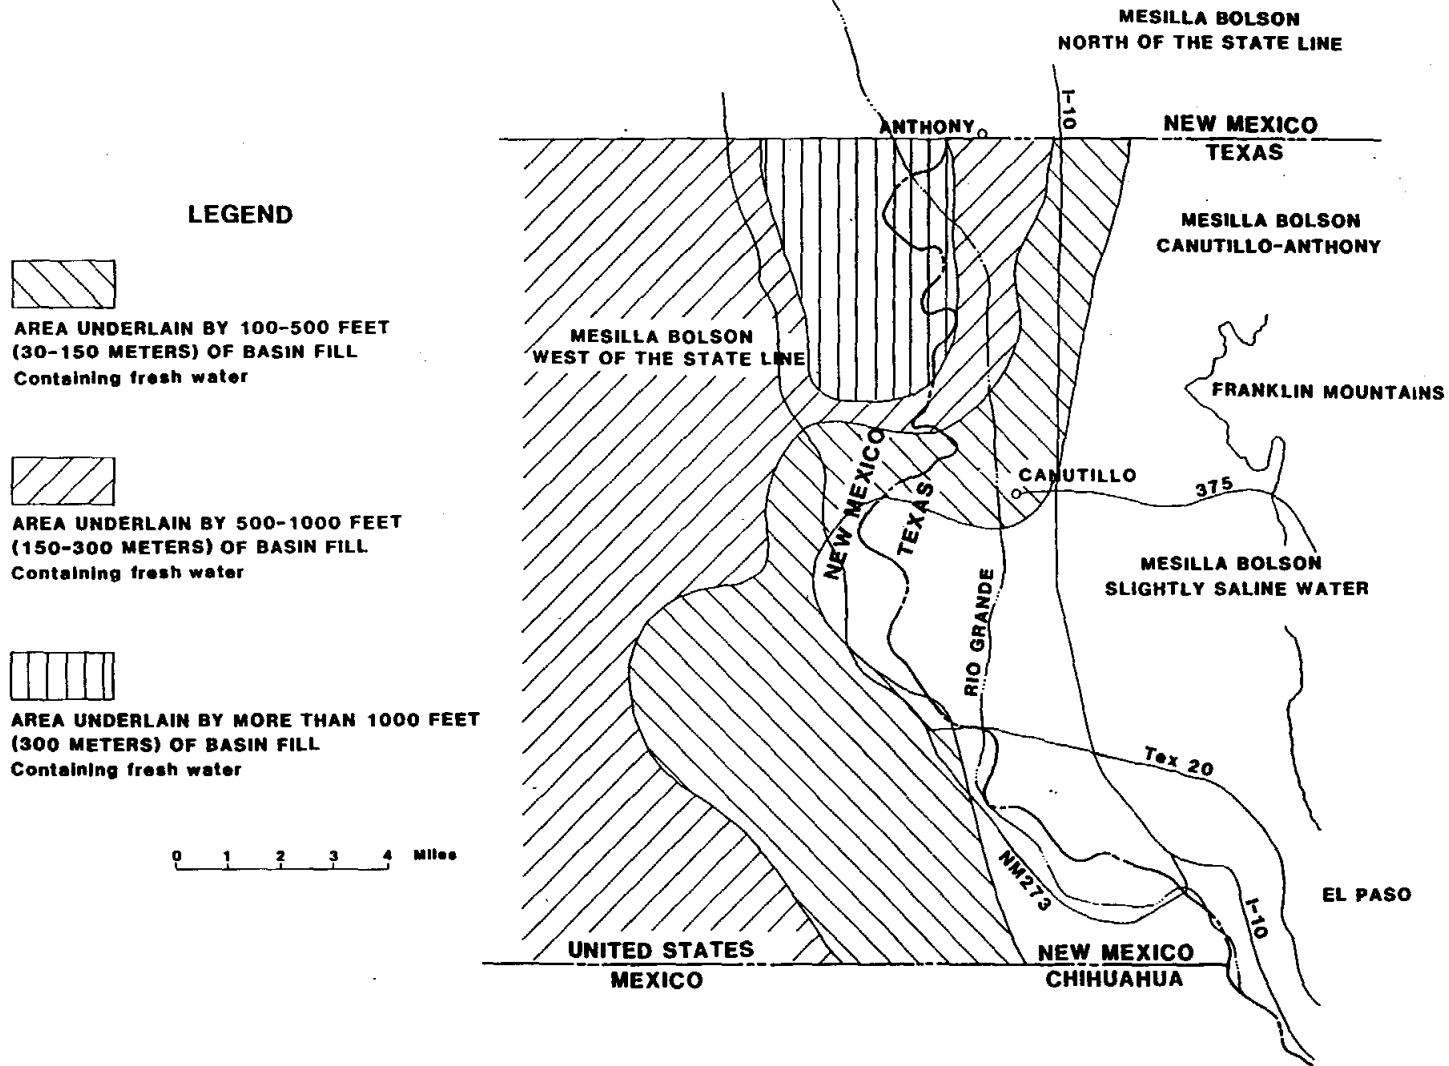 MESILLA BOLSON
NORTH OF THE STATE LINE
I-10
ANTHONY
NEW MEXICO
TEXAS
LEGEND
MESILLA BOLSON
CANUTILLO-ANTHONY
AREA UNDERLAIN BY 100-500 FEET
(30-150 METERS) OF BASIN FILL
Containing fresh water
MESILLA BOLSON
WEST OF THE STATE LINE
FRANKLIN MOUNTAINS
CANUTILLO
375
NEW MEXICO
TEXAS
AREA UNDERLAIN BY 500-1000 FEET
(150-300 METERS) OF BASIN FILL
Containing fresh water
MESILLA BOLSON
SLIGHTLY SALINE WATER
RIO GRANDE
AREA UNDERLAIN BY MORE THAN 1000 FEET
(300 METERS) OF BASIN FILL
Containing fresh water
Tex 20
0 1 2 3 4 Miles
NM273
EL PASO
I-10
UNITED STATES
MEXICO
NEW MEXICO
CHIHUAHUA